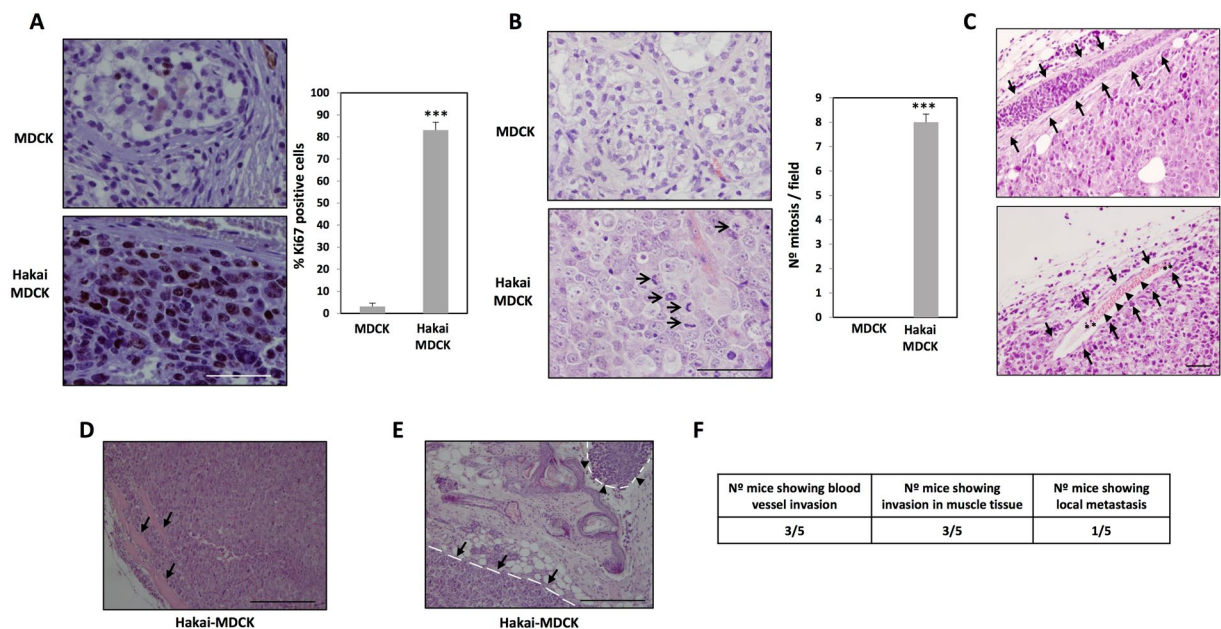 A
MDCK
Hakai
MDCK
% Ki67 positive cells
100
90
80
70
60
50
40
30
20
10
0
***
MDCK
Hakai
MDCK
B
MDCK
Hakai
MDCK
Nº mitosis / field
9
8
7
6
5
4
3
2
1
0
***
MDCK
Hakai
MDCK
C
**
**
D
Hakai-MDCK
E
Hakai-MDCK
F
Nº mice showing blood
vessel invasion
Nº mice showing
invasion in muscle tissue
Nº mice showing
local metastasis
3/5
3/5
1/5